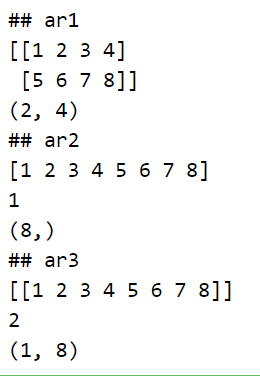 ## ar1
[[1 2 3 4]
 [5 6 7 8]]
(2, 4)
## ar2
[1 2 3 4 5 6 7 8]
1
(8,)
## ar3
[[1 2 3 4 5 6 7 8]]
2
(1, 8)